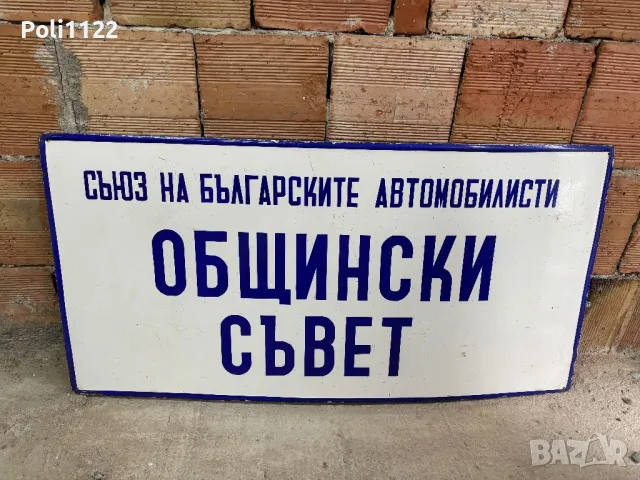 Poli1122
СЪЮЗ НА БЪЛГАРСКИТЕ АВТОМОБИЛИСТИ
ОБЩИНСКИ
СЪВЕТ
BAZAR